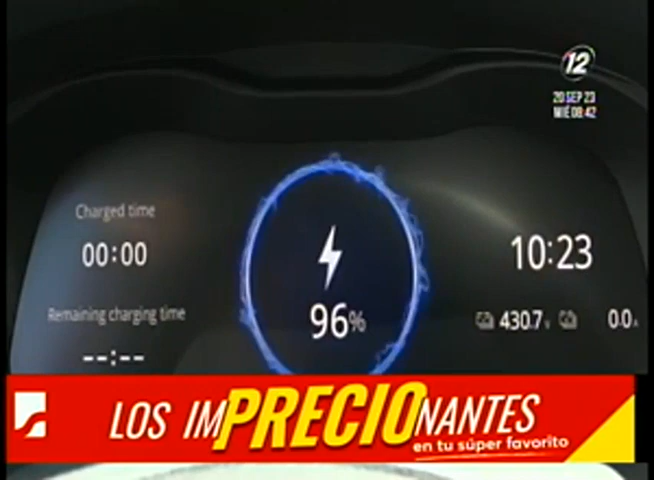 12
20 SEP 23
MIÉ 08:42
Charged time
00:00
10:23
96%
Remaining charging time
430.7 V
0.0 A
--:--
LOS IMPRECIONANTES
en tu súper favorito